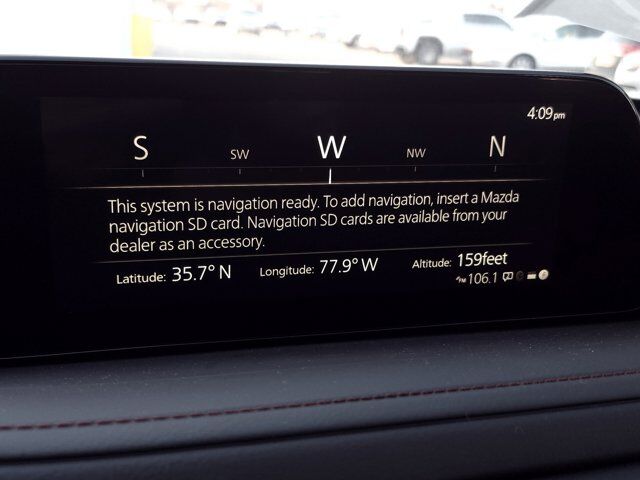 4:09pm
S SW W NW N
This system is navigation ready. To add navigation, insert a Mazda
navigation SD card. Navigation SD cards are available from your
dealer as an accessory.
Latitude: 35.7° N Longitude: 77.9° W Altitude: 159feet
FM 106.1